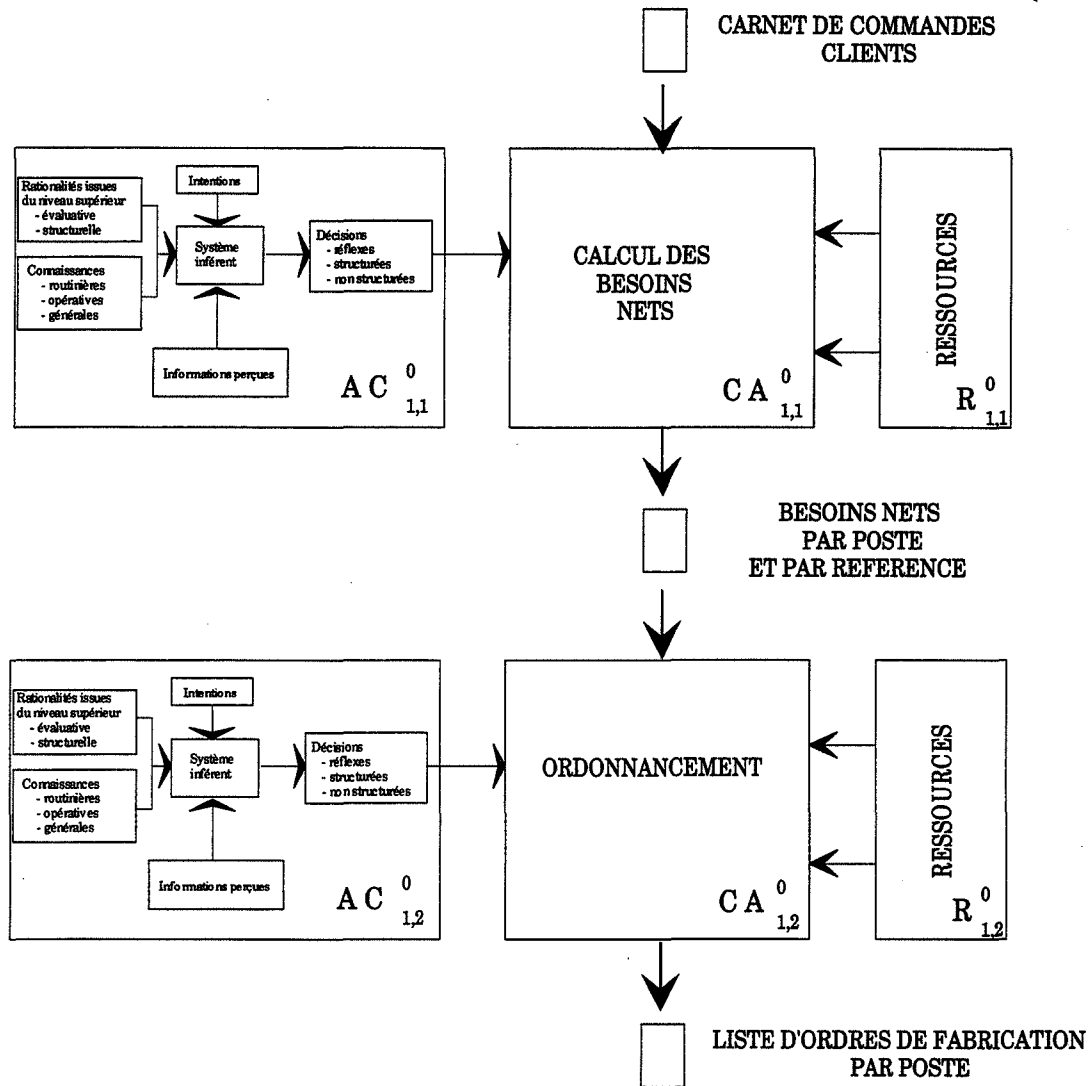 CARNET DE COMMANDES
CLIENTS
Rationalités issues
du niveau supérieur
- évaluative
- structurelle
Connaissances
- routinières
- opératives
- générales
Intentions
Système
inférent
Informations perçues
Décisions
- réflexes
- structurées
- non structurées
A C 0 1,1
CALCUL DES
BESOINS
NETS
C A 0 1,1
RESSOURCES
R 0 1,1
BESOINS NETS
PAR POSTE
ET PAR REFERENCE
Rationalités issues
du niveau supérieur
- évaluative
- structurelle
Connaissances
- routinières
- opératives
- générales
Intentions
Système
inférent
Informations perçues
Décisions
- réflexes
- structurées
- non structurées
A C 0 1,2
ORDONNANCEMENT
C A 0 1,2
RESSOURCES
R 0 1,2
LISTE D'ORDRES DE FABRICATION
PAR POSTE